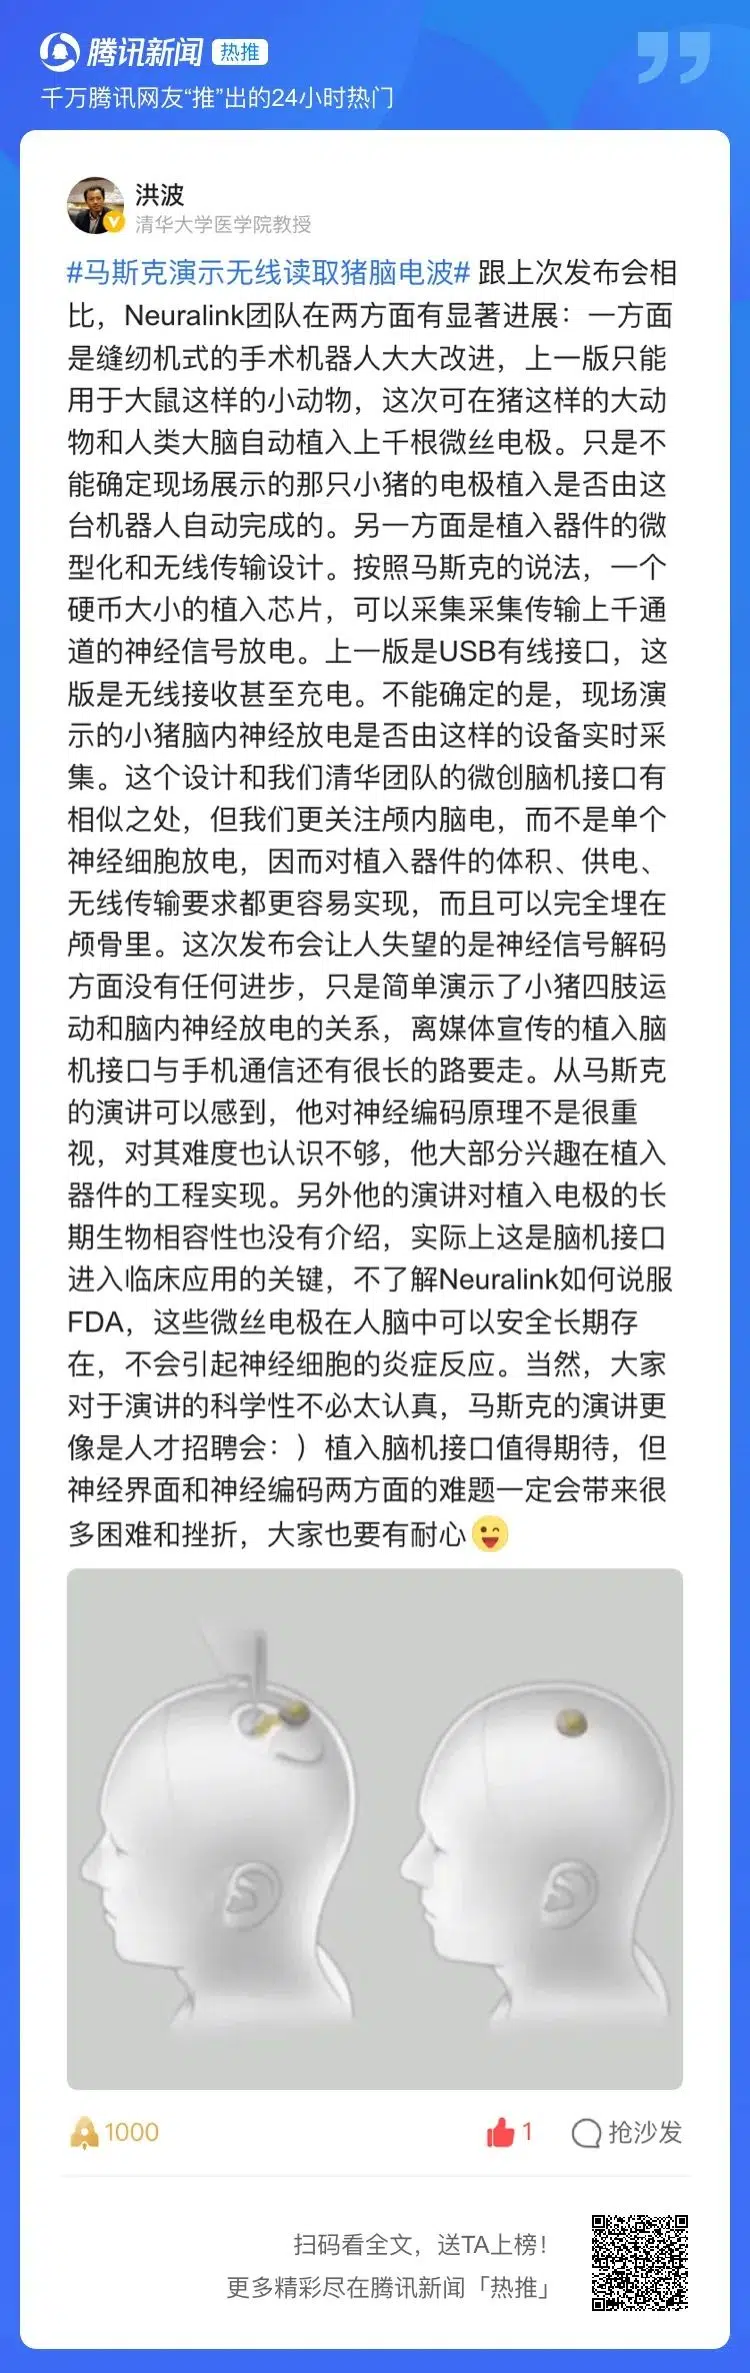 腾讯新闻 热推
千万腾讯网友“推”出的24小时热门
洪波
清华大学医学院教授
#马斯克演示无线读取猪脑电波# 跟上次发布会相
比，Neuralink团队在两方面有显著进展：一方面
是缝纫机式的手术机器人大大改进，上一版只能
用于大鼠这样的小动物，这次可在猪这样的大动
物和人类大脑自动植入上千根微丝电极。只是不
能确定现场展示的那只小猪的电极植入是否由这
台机器人自动完成的。另一方面是植入器件的微
型化和无线传输设计。按照马斯克的说法，一个
硬币大小的植入芯片，可以采集采集传输上千通
道的神经信号放电。上一版是USB有线接口，这
版是无线接收甚至充电。不能确定的是，现场演
示的小猪脑内神经放电是否由这样的设备实时采
集。这个设计和我们清华团队的微创脑机接口有
相似之处，但我们更关注颅内脑电，而不是单个
神经细胞放电，因而对植入器件的体积、供电、
无线传输要求都更容易实现，而且可以完全埋在
颅骨里。这次发布会让人失望的是神经信号解码
方面没有任何进步，只是简单演示了小猪四肢运
动和脑内神经放电的关系，离媒体宣传的植入脑
机接口与手机通信还有很长的路要走。从马斯克
的演讲可以感到，他对神经编码原理不是很重
视，对其难度也认识不够，他大部分兴趣在植入
器件的工程实现。另外他的演讲对植入电极的长
期生物相容性也没有介绍，实际上这是脑机接口
进入临床应用的关键，不了解Neuralink如何说服
FDA，这些微丝电极在人脑中可以安全长期存
在，不会引起神经细胞的炎症反应。当然，大家
对于演讲的科学性不必太认真，马斯克的演讲更
像是人才招聘会：）植入脑机接口值得期待，但
神经界面和神经编码两方面的难题一定会带来很
多困难和挫折，大家也要有耐心😜
1000
1
抢沙发
扫码看全文，送TA上榜！
更多精彩尽在腾讯新闻「热推」